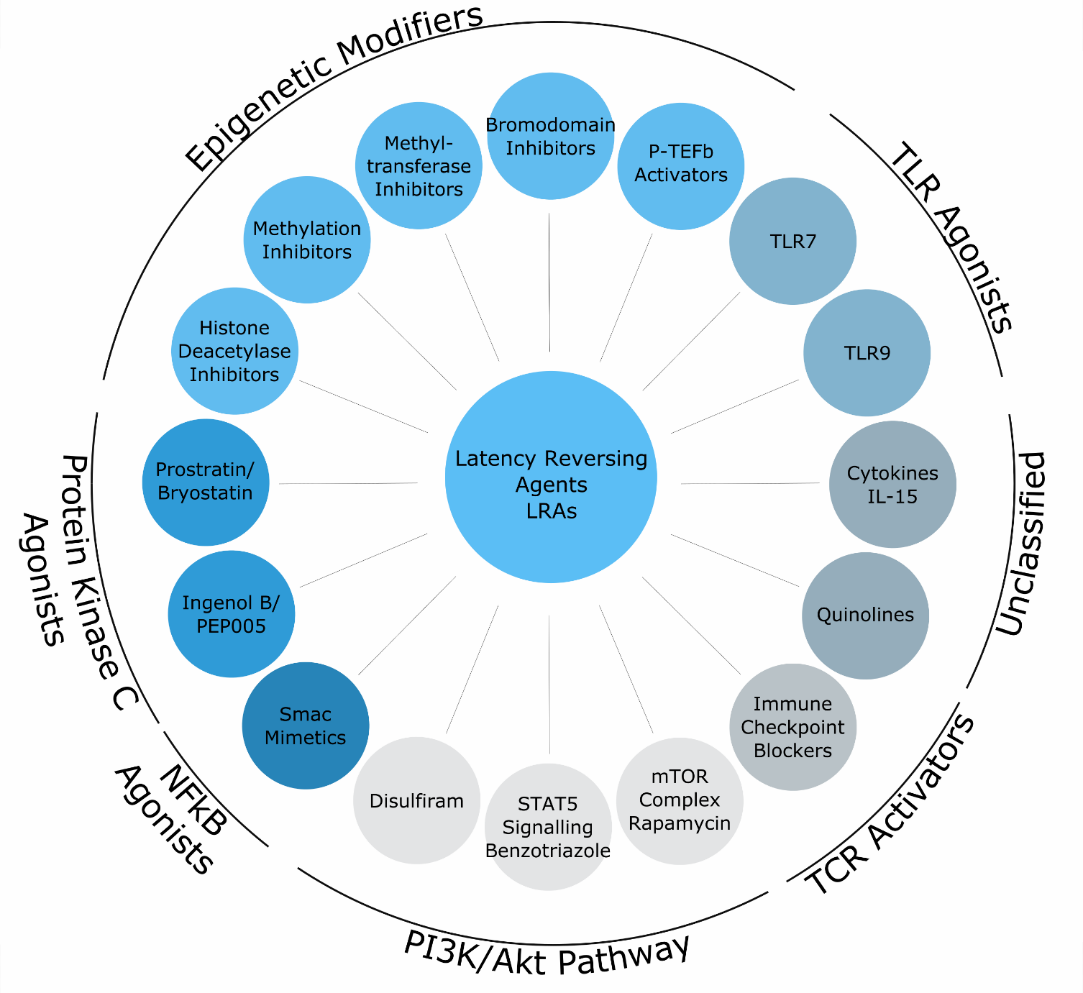 Epigenetic Modifiers
Bromodomain
Inhibitors
Methyl-
transferase
Inhibitors
P-TEFb
Activators
Methylation
Inhibitors
TLR7
TLR Agonists
Histone
Deacetylase
Inhibitors
TLR9
Prostratin/
Bryostatin
Latency Reversing
Agents
LRAs
Cytokines
IL-15
Unclassified
Protein Kinase C
Agonists
Ingenol B/
PEP005
Quinolines
Smac
Mimetics
Immune
Checkpoint
Blockers
NFkB
Agonists
Disulfiram
STAT5
Signalling
Benzotriazole
mTOR
Complex
Rapamycin
TCR Activators
PI3K/Akt Pathway